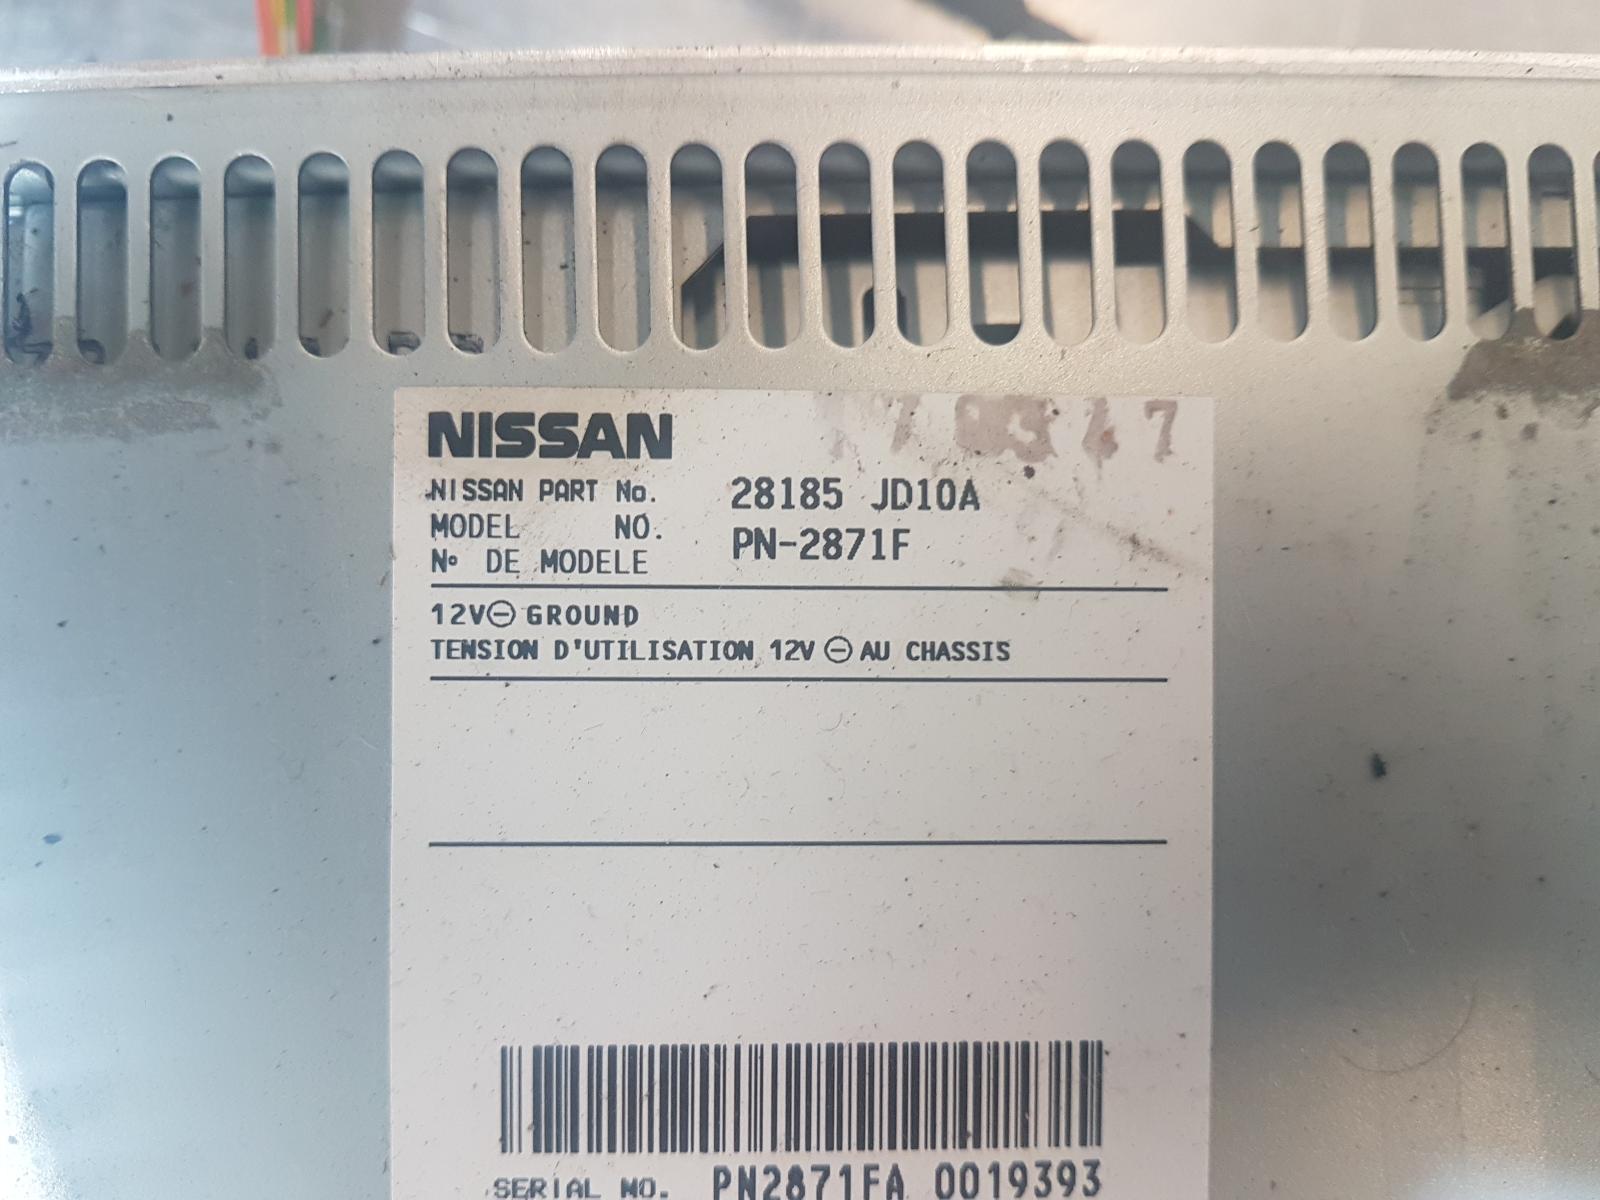 NISSAN
NISSAN PART No. 28185 JD10A
MODEL NO. PN-2871F
No DE MODELE
12V⊖ GROUND
TENSION D'UTILISATION 12V ⊖ AU CHASSIS
SERIAL NO. PN2871FA 0019393